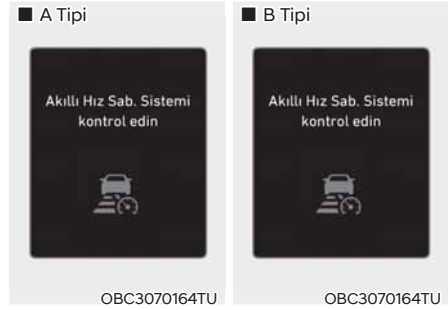 ■ A Tipi
Akıllı Hız Sab. Sistemi
kontrol edin
OBC3070164TU
■ B Tipi
Akıllı Hız Sab. Sistemi
kontrol edin
OBC3070164TU